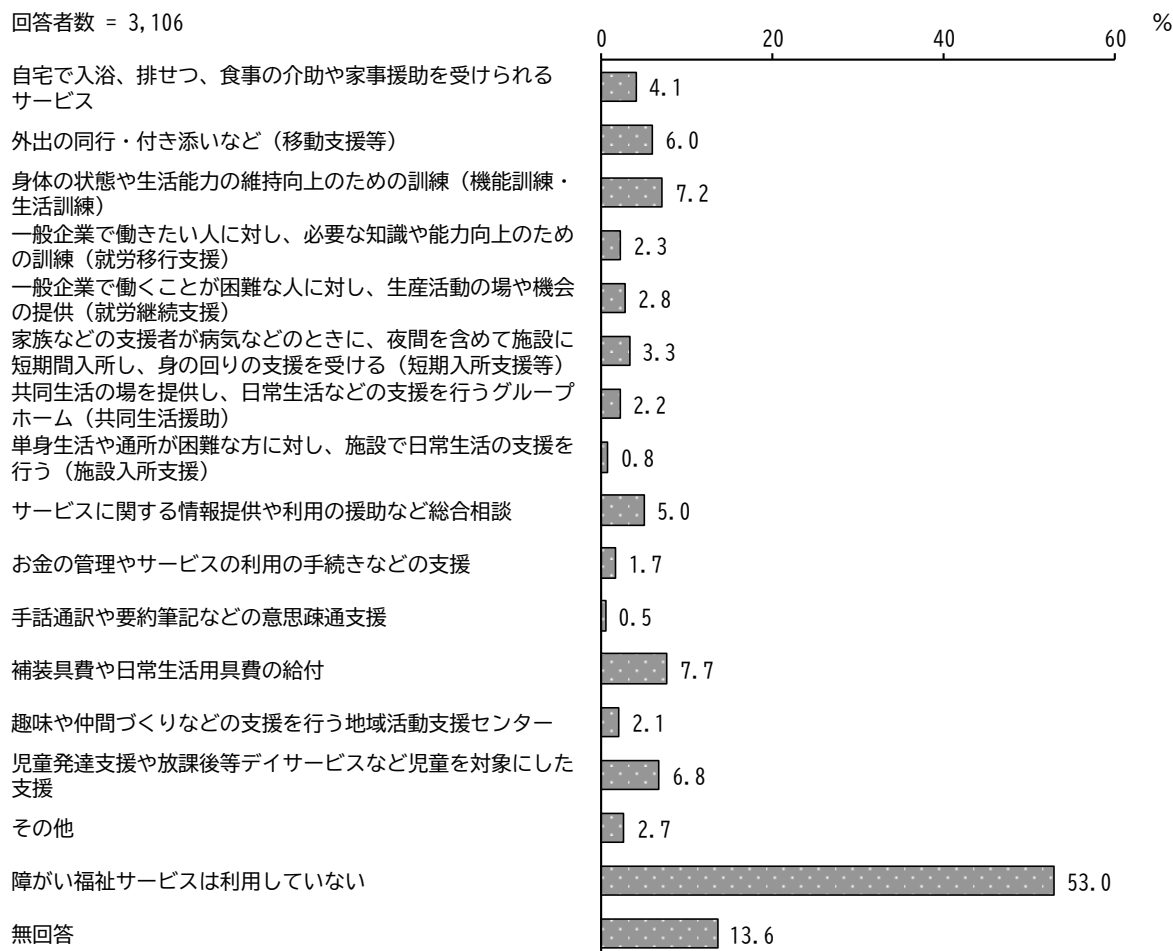 回答者数 = 3,106
%
0 20 40 60
自宅で入浴、排せつ、食事の介助や家事援助を受けられる
サービス
4.1
外出の同行・付き添いなど（移動支援等）
6.0
身体の状態や生活能力の維持向上のための訓練（機能訓練・
生活訓練）
7.2
一般企業で働きたい人に対し、必要な知識や能力向上のため
の訓練（就労移行支援）
2.3
一般企業で働くことが困難な人に対し、生産活動の場や機会
の提供（就労継続支援）
2.8
家族などの支援者が病気などのときに、夜間を含めて施設に
短期間入所し、身の回りの支援を受ける（短期入所支援等）
3.3
共同生活の場を提供し、日常生活などの支援を行うグループ
ホーム（共同生活援助）
2.2
単身生活や通所が困難な方に対し、施設で日常生活の支援を
行う（施設入所支援）
0.8
サービスに関する情報提供や利用の援助など総合相談
5.0
お金の管理やサービスの利用の手続きなどの支援
1.7
手話通訳や要約筆記などの意思疎通支援
0.5
補装具費や日常生活用具費の給付
7.7
趣味や仲間づくりなどの支援を行う地域活動支援センター
2.1
児童発達支援や放課後等デイサービスなど児童を対象にした
支援
6.8
その他
2.7
障がい福祉サービスは利用していない
53.0
無回答
13.6